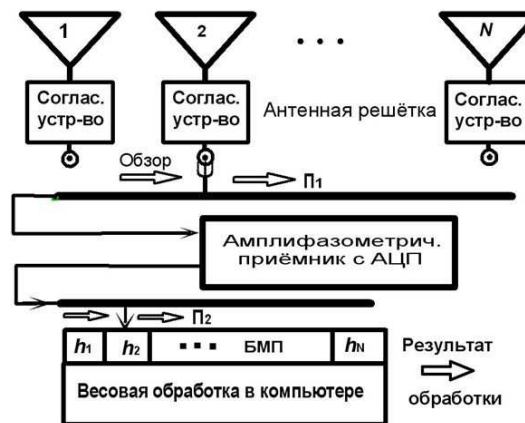 1 2 ... N
Соглас. Соглас. Соглас.
устр-во устр-во Антенная решётка устр-во
Обзор
П1
Амплифазометрич.
приёмник с АЦП
П2
h1 h2 ... БМП hN Результат
Весовая обработка в компьютере обработки